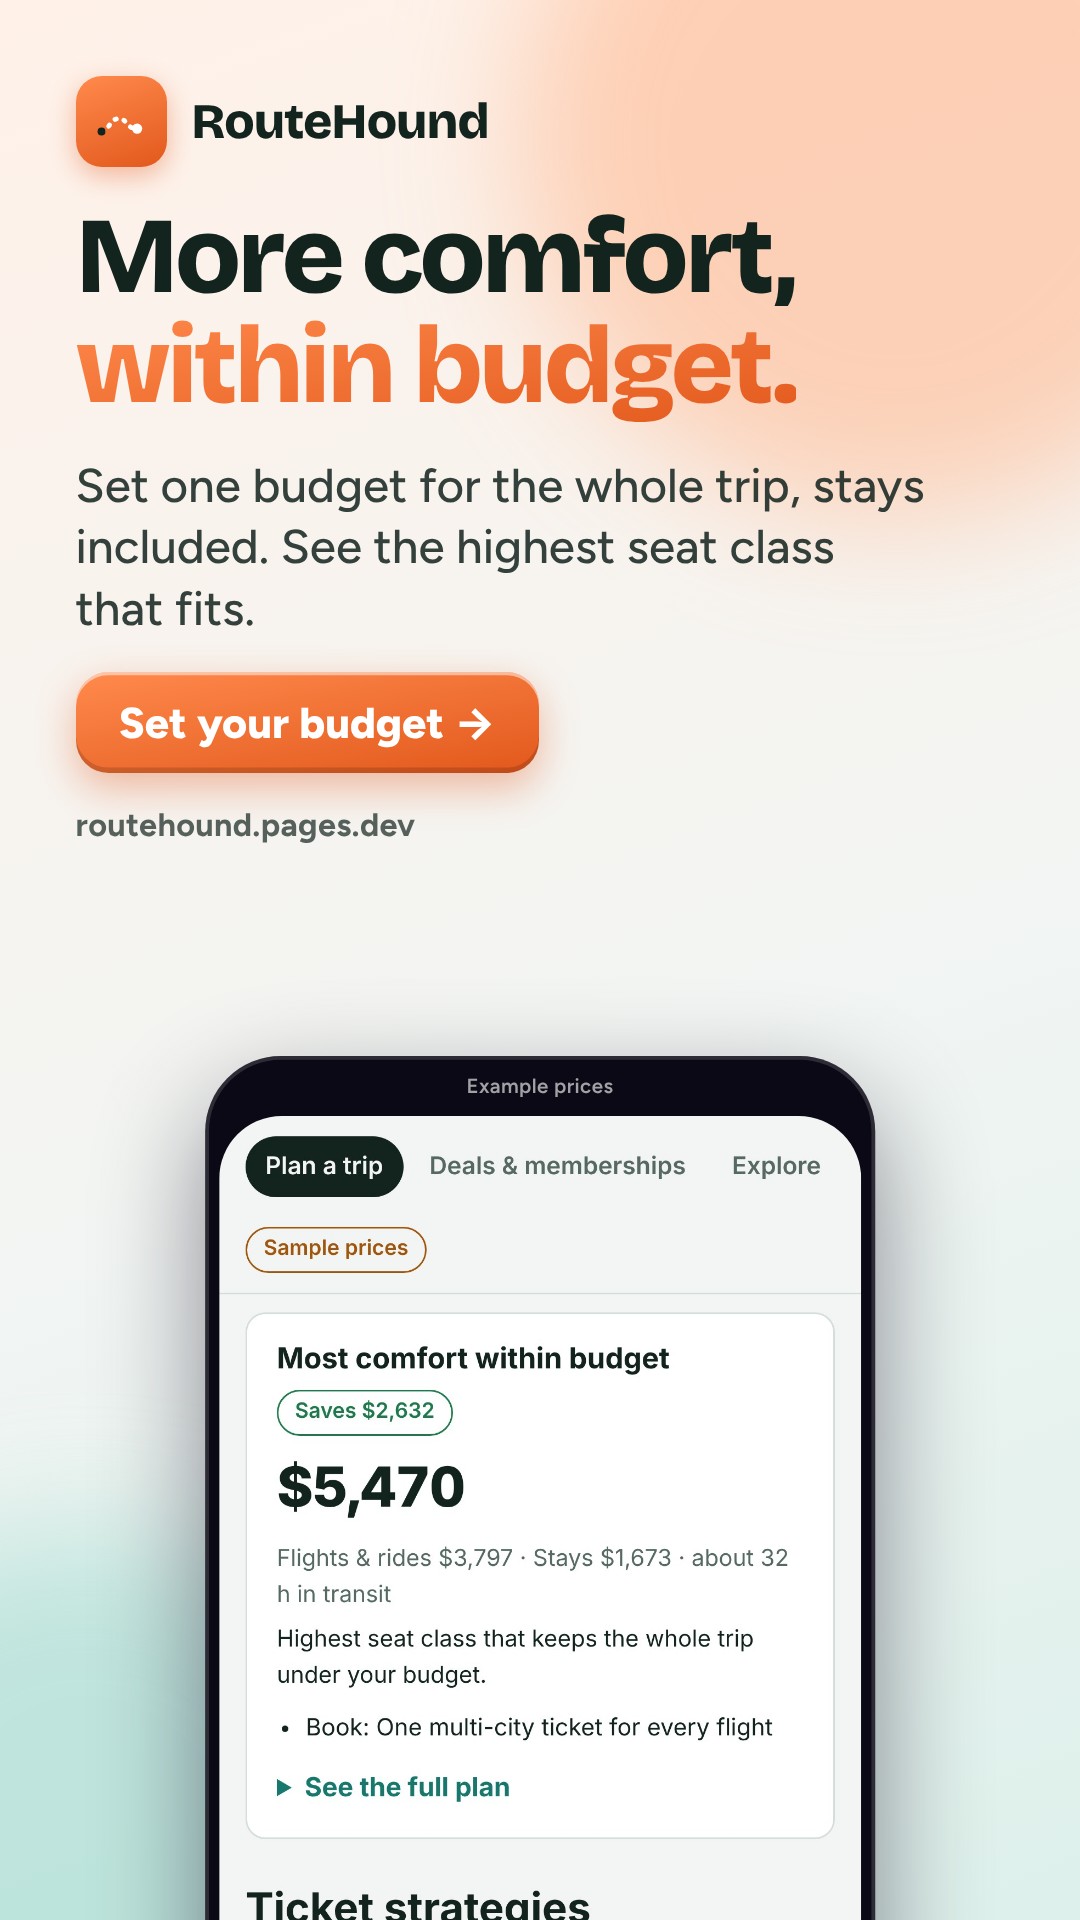 RouteHound
More comfort,
within budget.
Set one budget for the whole trip, stays
included. See the highest seat class
that fits.
Set your budget →
routehound.pages.dev
Example prices
Plan a trip Deals & memberships Explore
Sample prices
Most comfort within budget
Saves $2,632
$5,470
Flights & rides $3,797 · Stays $1,673 · about 32
h in transit
Highest seat class that keeps the whole trip
under your budget.
• Book: One multi-city ticket for every flight
▶ See the full plan
Ticket strategies